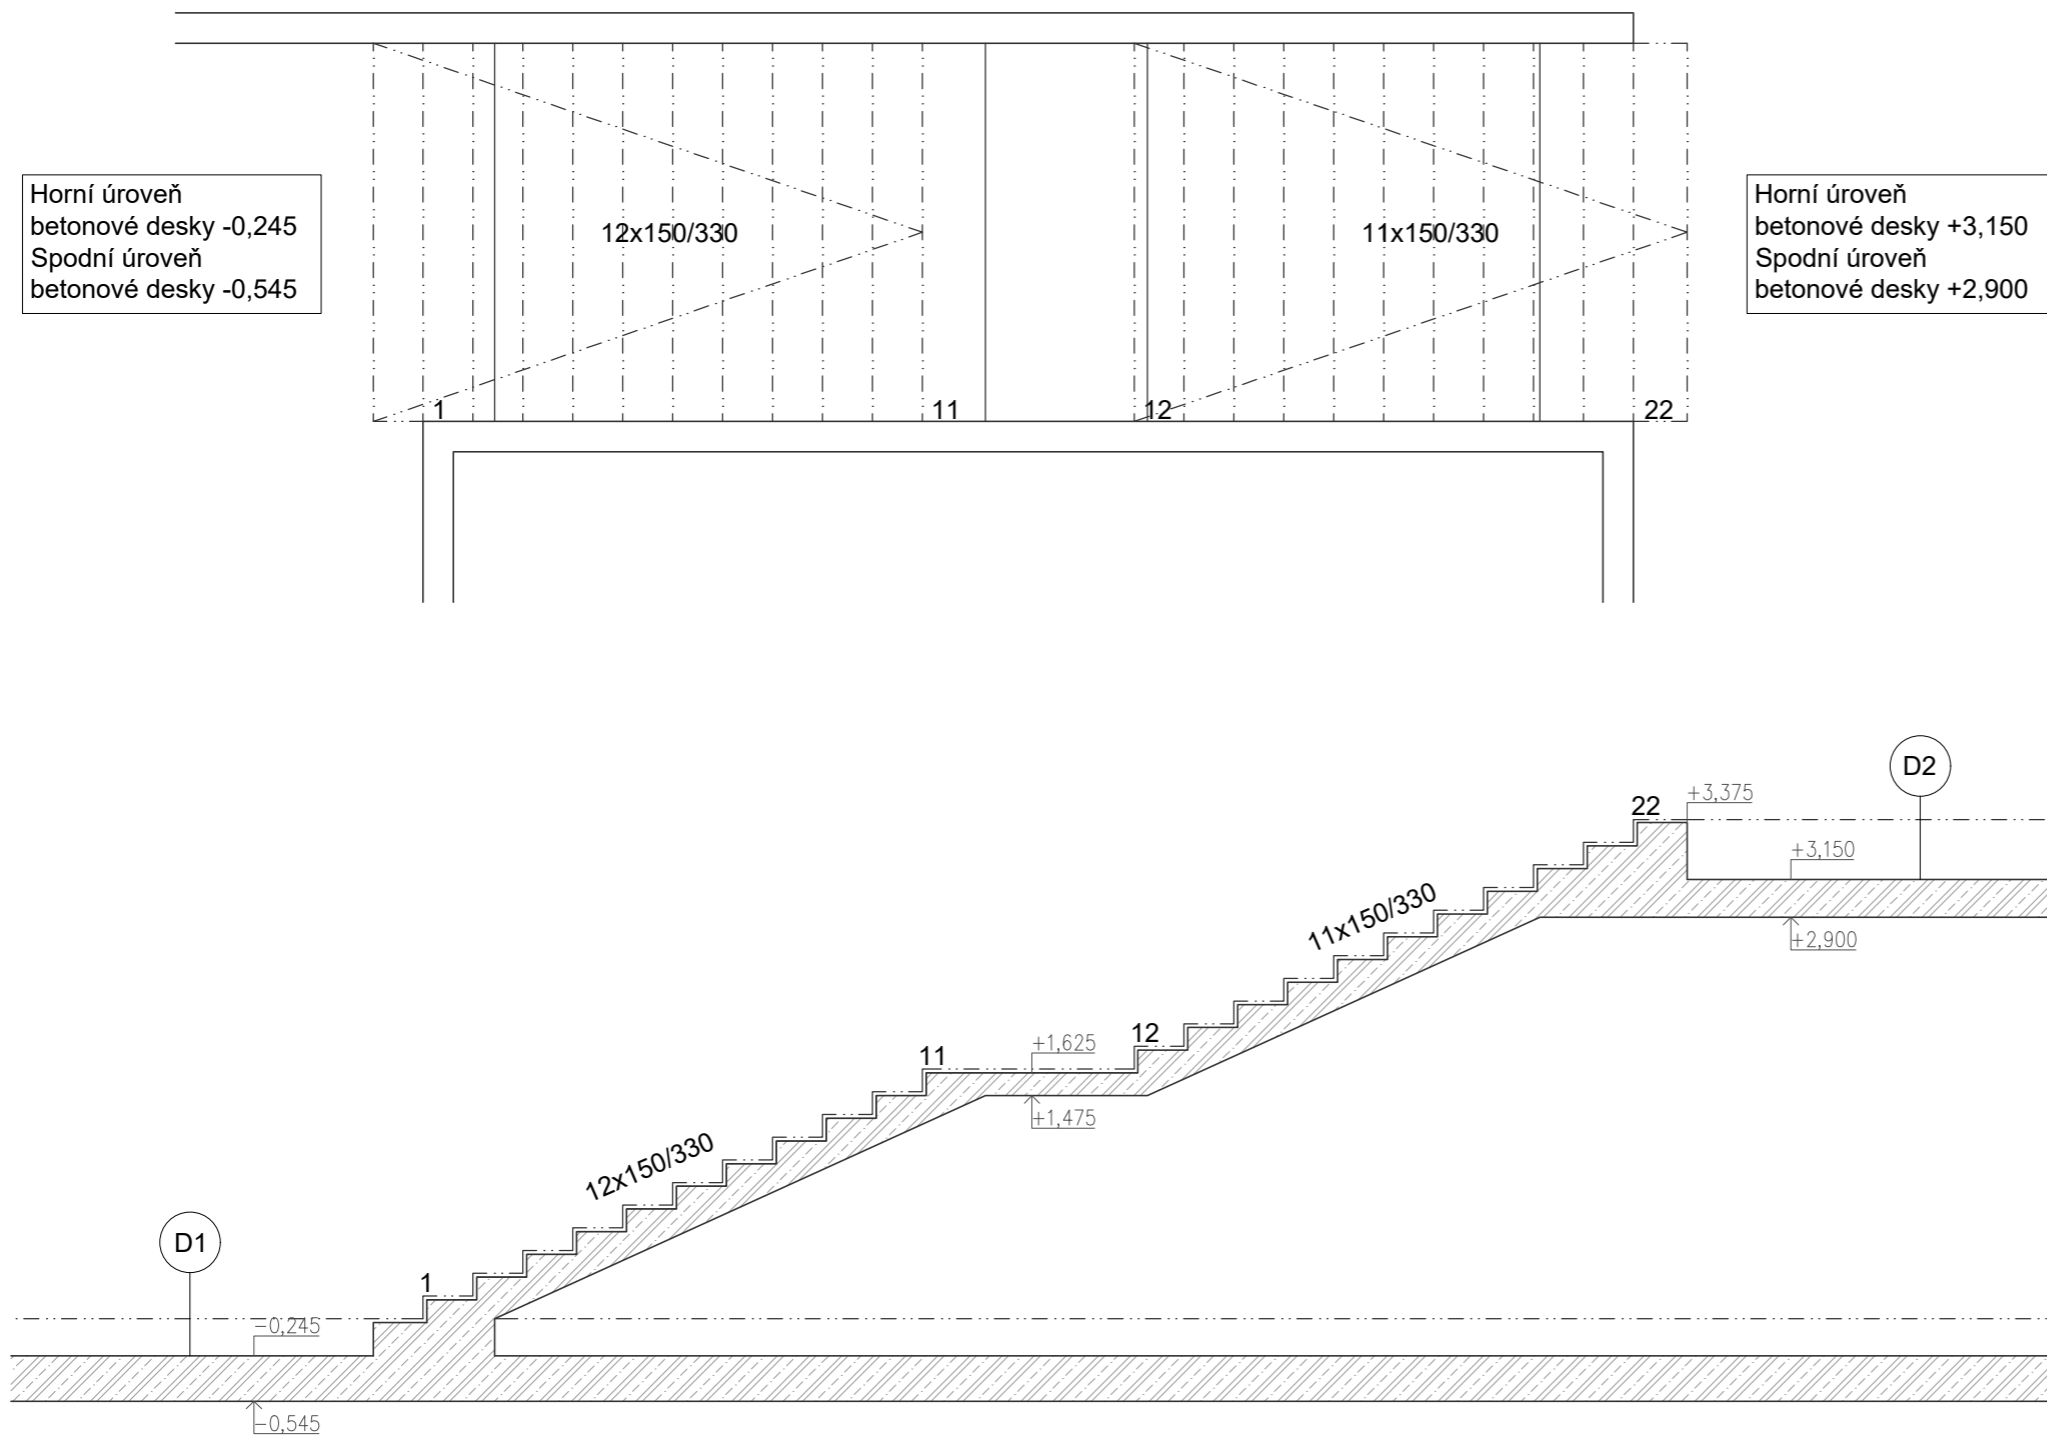 Horní úroveň
betonové desky -0,245
Spodní úroveň
betonové desky -0,545
12x150/330
11x150/330
Horní úroveň
betonové desky +3,150
Spodní úroveň
betonové desky +2,900
1
11
12
22
D2
22
+3,375
+3,150
+2,900
11x150/330
12
11
+1,625
+1,475
12x150/330
D1
1
-0,245
-0,545